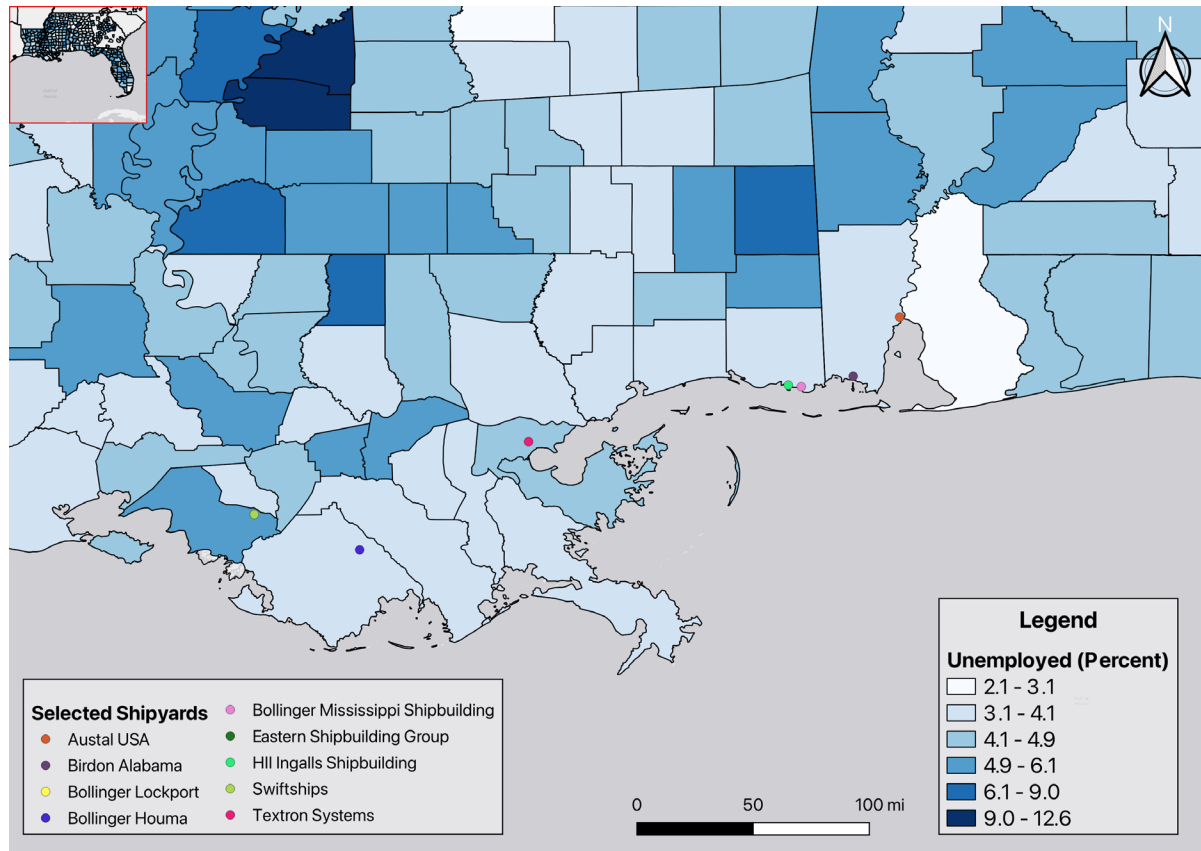 N
Selected Shipyards
Austal USA
Birdon Alabama
Bollinger Lockport
Bollinger Houma
Bollinger Mississippi Shipbuilding
Eastern Shipbuilding Group
HII Ingalls Shipbuilding
Swiftships
Textron Systems
0 50 100 mi
Legend
Unemployed (Percent)
2.1 - 3.1
3.1 - 4.1
4.1 - 4.9
4.9 - 6.1
6.1 - 9.0
9.0 - 12.6